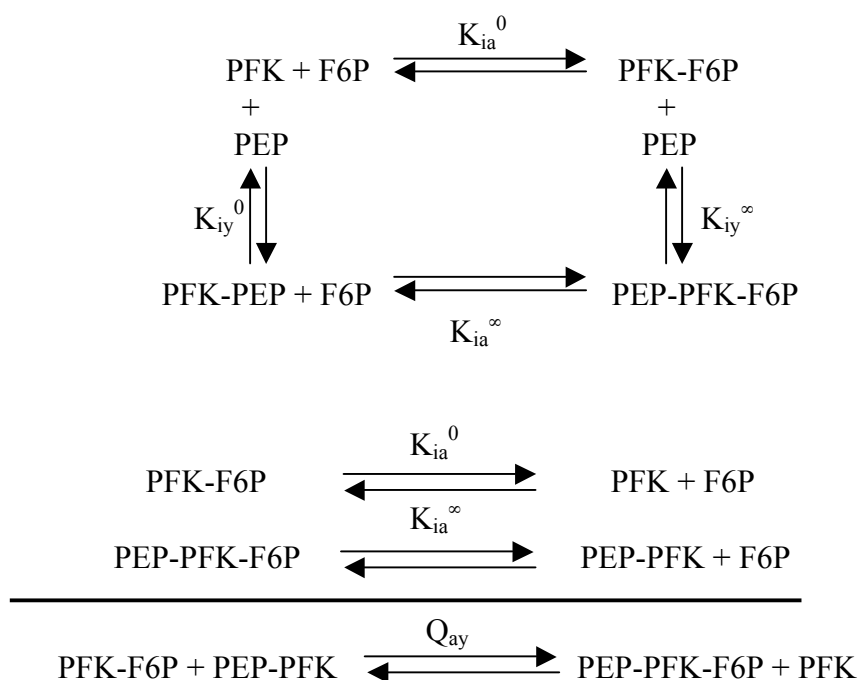 K_ia^0
PFK + F6P PFK-F6P
+ +
PEP PEP
K_iy^0 K_iy^∞
PFK-PEP + F6P PEP-PFK-F6P
K_ia^∞
K_ia^0
PFK-F6P PFK + F6P
K_ia^∞
PEP-PFK-F6P PEP-PFK + F6P
Q_ay
PFK-F6P + PEP-PFK PEP-PFK-F6P + PFK